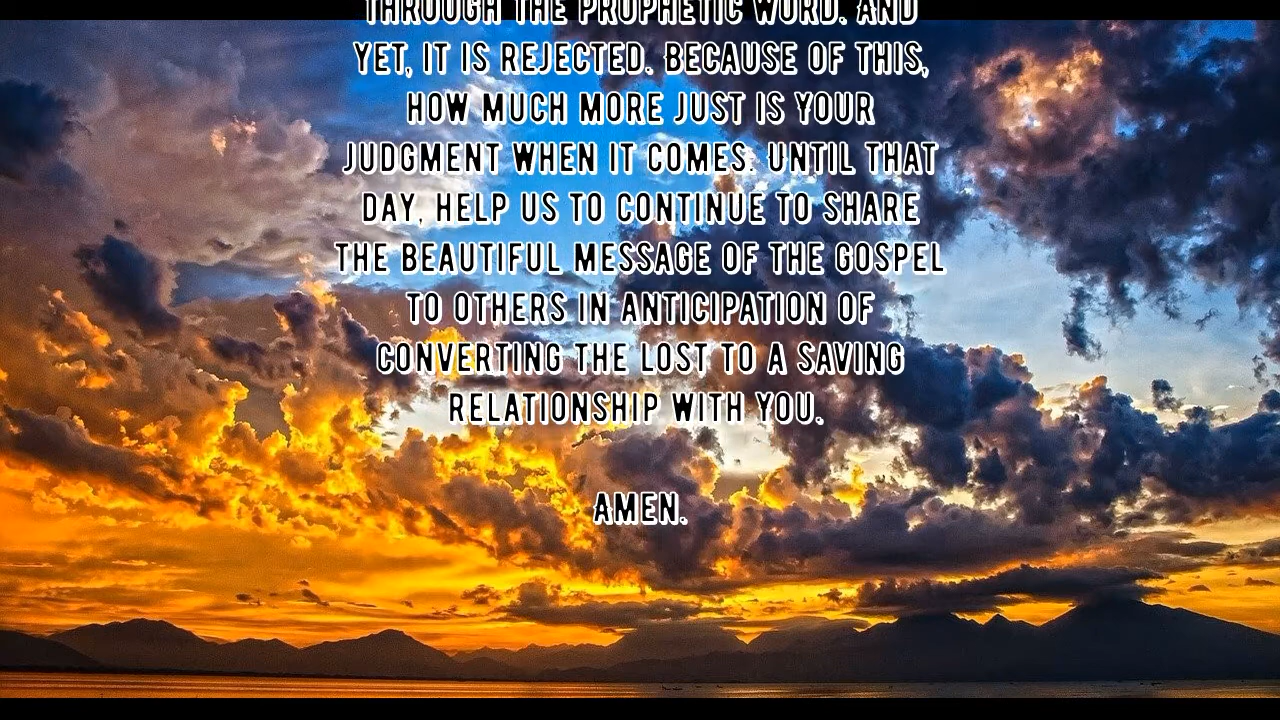 THROUGH THE PROPHETIC WORD. AND
YET, IT IS REJECTED. BECAUSE OF THIS,
HOW MUCH MORE JUST IS YOUR
JUDGMENT WHEN IT COMES. UNTIL THAT
DAY, HELP US TO CONTINUE TO SHARE
THE BEAUTIFUL MESSAGE OF THE GOSPEL
TO OTHERS IN ANTICIPATION OF
CONVERTING THE LOST TO A SAVING
RELATIONSHIP WITH YOU.
AMEN.